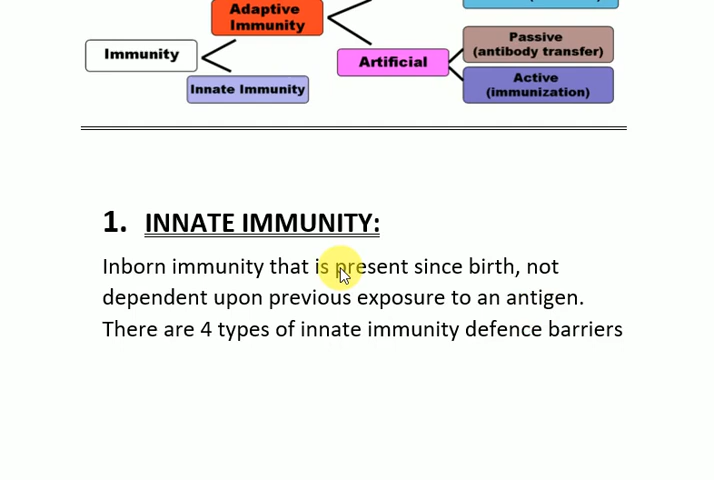 Adaptive
Immunity
Immunity
Innate Immunity
Artificial
Passive
(antibody transfer)
Active
(immunization)
1. INNATE IMMUNITY:
Inborn immunity that is present since birth, not
dependent upon previous exposure to an antigen.
There are 4 types of innate immunity defence barriers